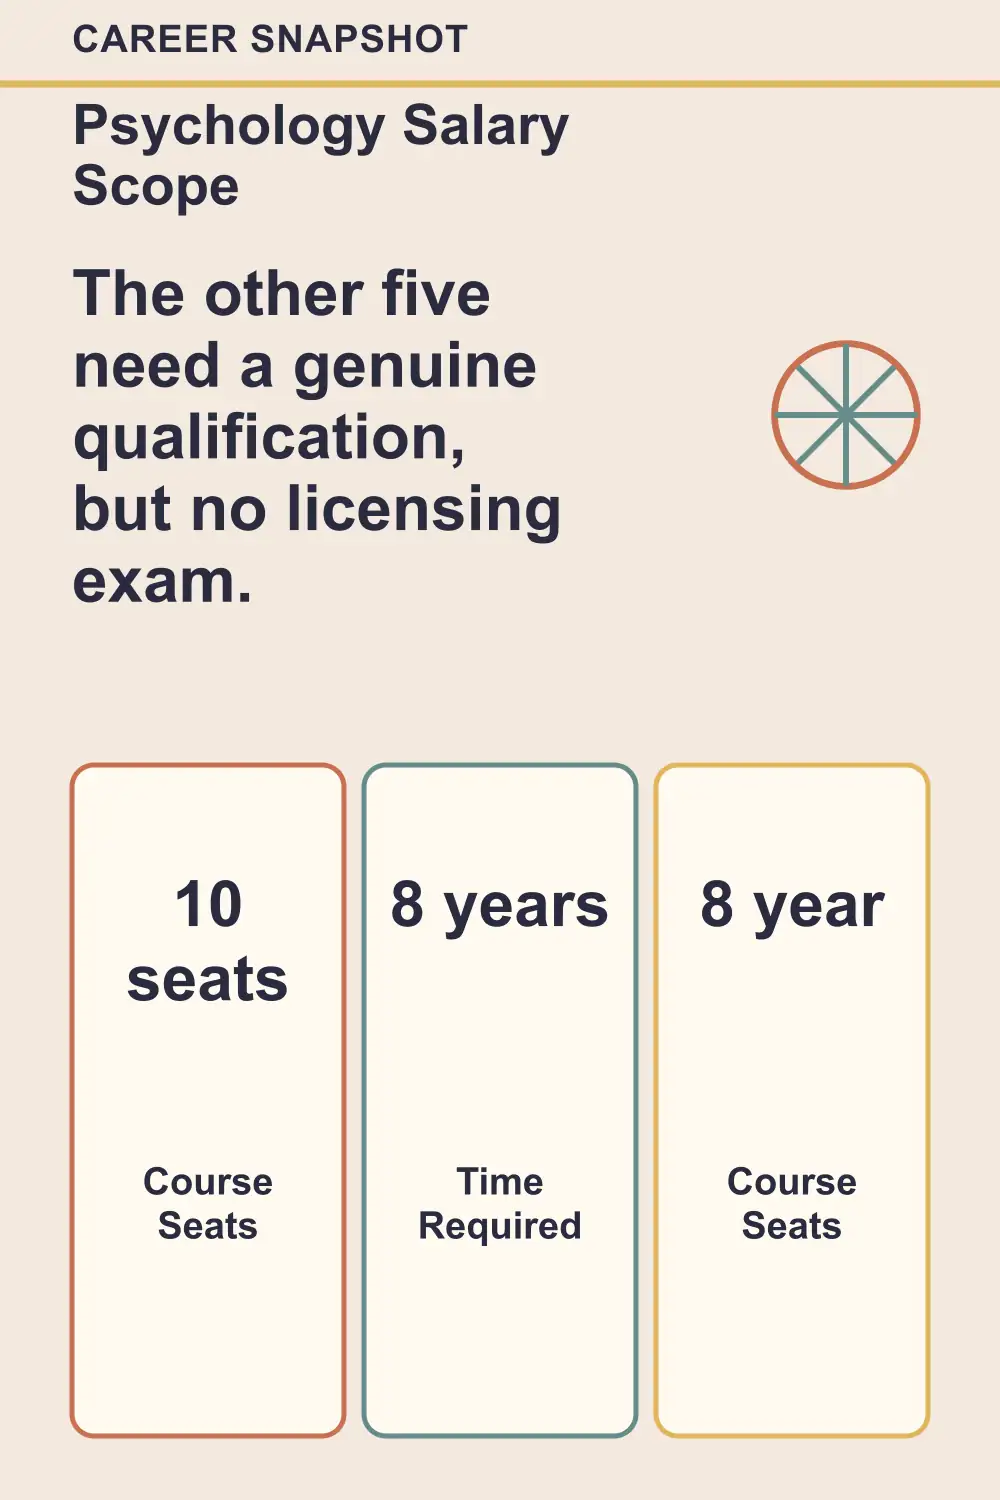 CAREER SNAPSHOT
Psychology Salary
Scope
The other five
need a genuine
qualification,
but no licensing
exam.
10
seats
Course
Seats
8 years
Time
Required
8 year
Course
Seats